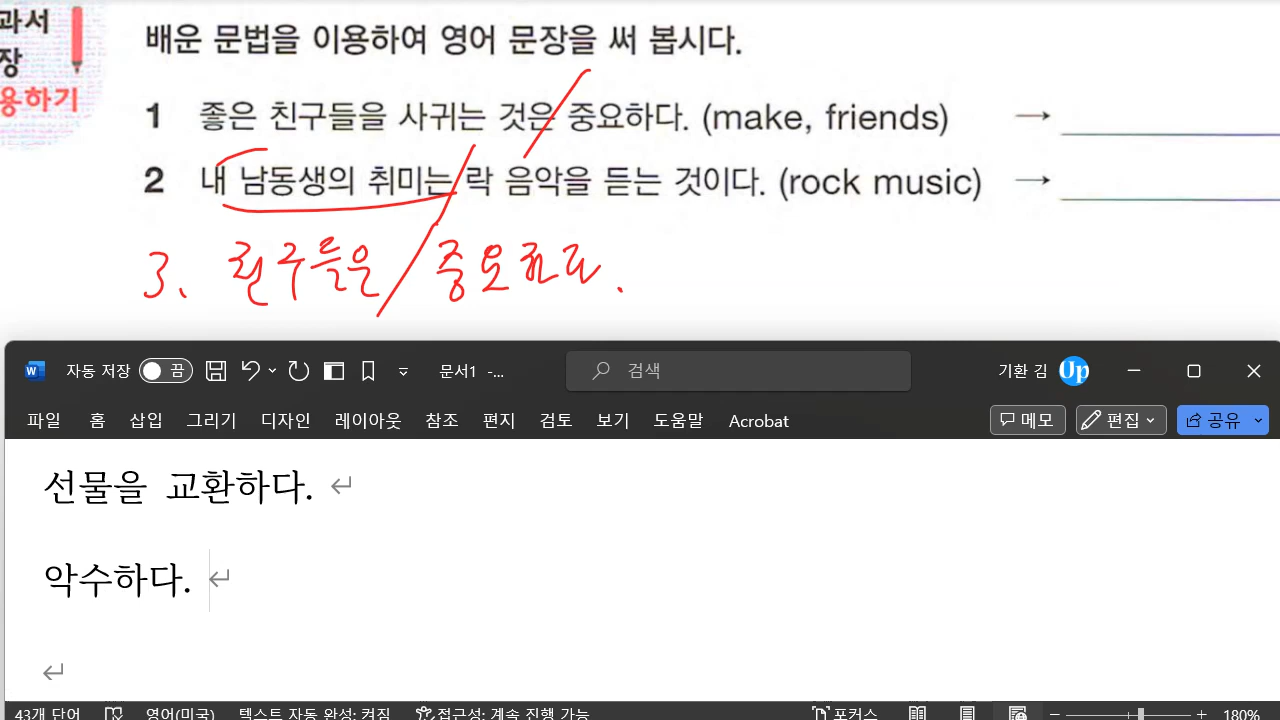 과서
장
용하기
배운 문법을 이용하여 영어 문장을 써 봅시다.
1 좋은 친구들을 사귀는 것은 중요하다. (make, friends) →
2 내 남동생의 취미는 락 음악을 듣는 것이다. (rock music) →
3. 친구들은 / 중요하다.
자동 저장 끔 문서1 -... 검색 기환 김 Up
파일 홈 삽입 그리기 디자인 레이아웃 참조 편지 검토 보기 도움말 Acrobat 메모 편집 공유
선물을 교환하다.
악수하다.
43개 단어 영어(미국) 텍스트 자동 완성: 켜짐 접근성: 계속 진행 가능 포커스 180%